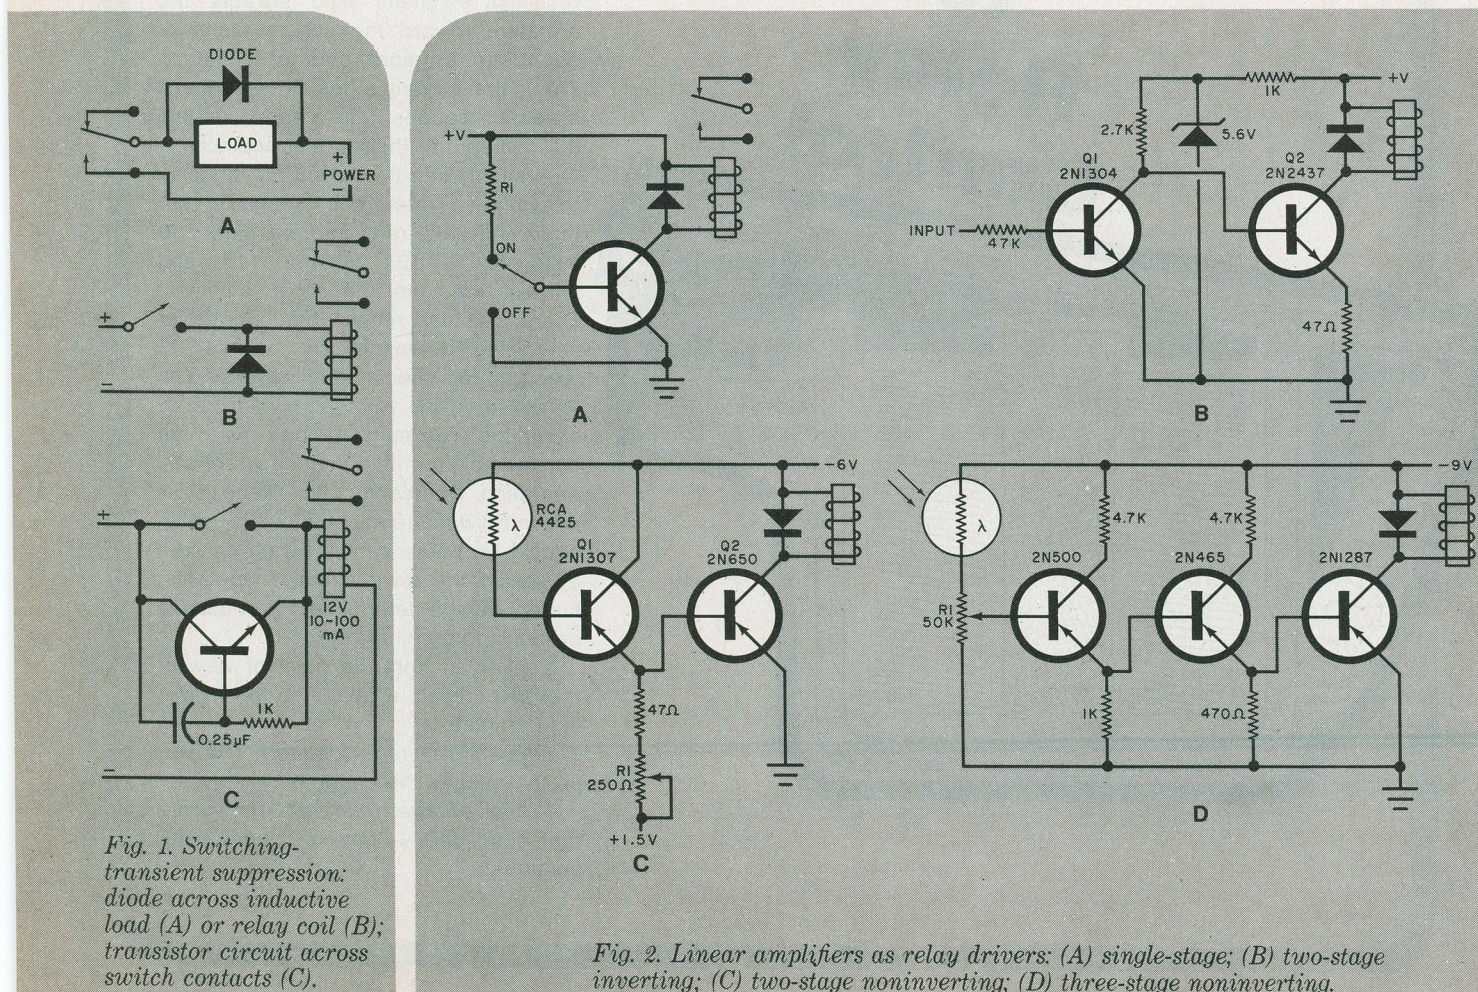 DIODE
LOAD
+
POWER
−
A
+
−
B
+
12V
10-100
mA
1K
0.25µF
−
C
Fig. 1. Switching-
transient suppression:
diode across inductive
load (A) or relay coil (B);
transistor circuit across
switch contacts (C).
+V
R1
ON
OFF
A
+V
1K
2.7K
5.6V
Q1
2N1304
Q2
2N2437
INPUT
47K
47Ω
B
−6V
RCA
4425
λ
Q1
2N1307
Q2
2N650
47Ω
R1
250Ω
+1.5V
C
−9V
λ
4.7K
4.7K
2N500
2N465
2N1287
R1
50K
1K
470Ω
D
Fig. 2. Linear amplifiers as relay drivers: (A) single-stage; (B) two-stage
inverting; (C) two-stage noninverting; (D) three-stage noninverting.